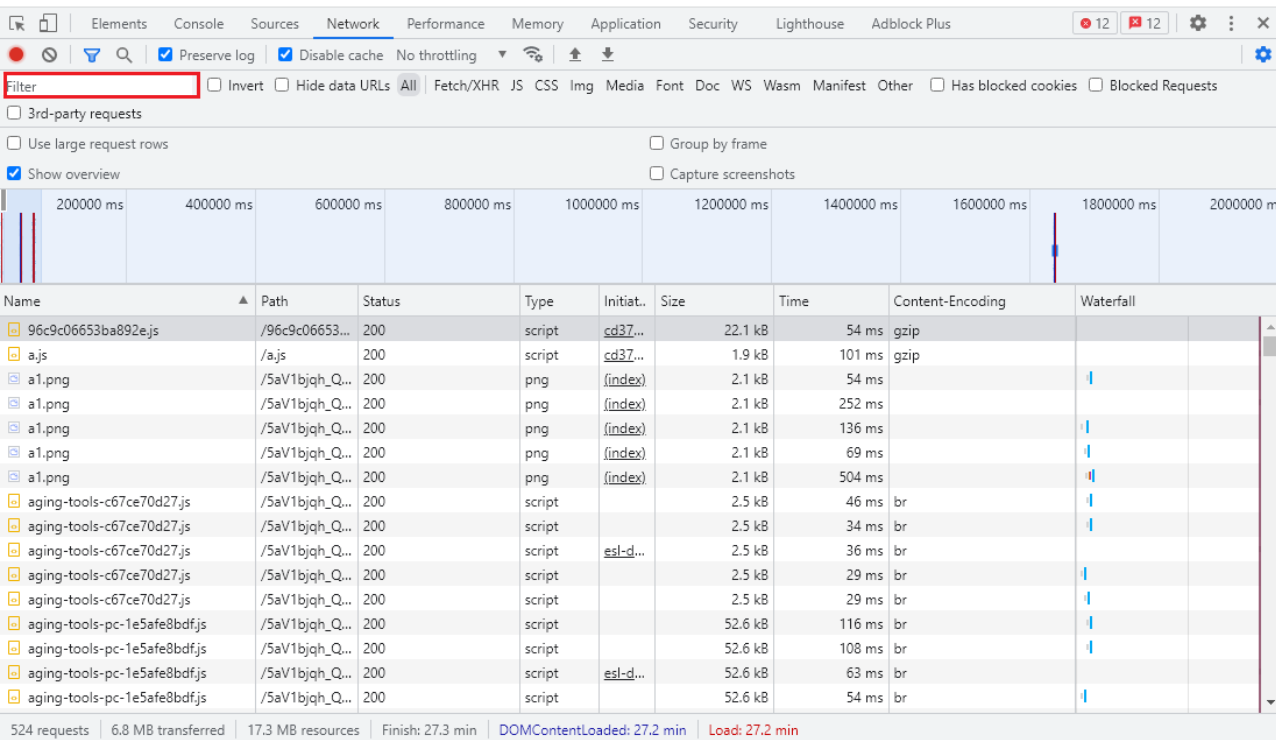 Elements Console Sources Network Performance Memory Application Security Lighthouse Adblock Plus 12 12
Preserve log Disable cache No throttling
Filter Invert Hide data URLs All Fetch/XHR JS CSS Img Media Font Doc WS Wasm Manifest Other Has blocked cookies Blocked Requests
3rd-party requests
Use large request rows Group by frame
Show overview Capture screenshots
200000 ms 400000 ms 600000 ms 800000 ms 1000000 ms 1200000 ms 1400000 ms 1600000 ms 1800000 ms 2000000 m
Name Path Status Type Initiat.. Size Time Content-Encoding Waterfall
96c9c06653ba892e.js /96c9c06653... 200 script cd37... 22.1 kB 54 ms gzip
a.js /a.js 200 script cd37... 1.9 kB 101 ms gzip
a1.png /5aV1bjqh_Q... 200 png (index) 2.1 kB 54 ms
a1.png /5aV1bjqh_Q... 200 png (index) 2.1 kB 252 ms
a1.png /5aV1bjqh_Q... 200 png (index) 2.1 kB 136 ms
a1.png /5aV1bjqh_Q... 200 png (index) 2.1 kB 69 ms
a1.png /5aV1bjqh_Q... 200 png (index) 2.1 kB 504 ms
aging-tools-c67ce70d27.js /5aV1bjqh_Q... 200 script 2.5 kB 46 ms br
aging-tools-c67ce70d27.js /5aV1bjqh_Q... 200 script 2.5 kB 34 ms br
aging-tools-c67ce70d27.js /5aV1bjqh_Q... 200 script esl-d... 2.5 kB 36 ms br
aging-tools-c67ce70d27.js /5aV1bjqh_Q... 200 script 2.5 kB 29 ms br
aging-tools-c67ce70d27.js /5aV1bjqh_Q... 200 script 2.5 kB 29 ms br
aging-tools-pc-1e5afe8bdf.js /5aV1bjqh_Q... 200 script 52.6 kB 116 ms br
aging-tools-pc-1e5afe8bdf.js /5aV1bjqh_Q... 200 script 52.6 kB 108 ms br
aging-tools-pc-1e5afe8bdf.js /5aV1bjqh_Q... 200 script esl-d... 52.6 kB 63 ms br
aging-tools-pc-1e5afe8bdf.js /5aV1bjqh_Q... 200 script 52.6 kB 54 ms br
524 requests 6.8 MB transferred 17.3 MB resources Finish: 27.3 min DOMContentLoaded: 27.2 min Load: 27.2 min